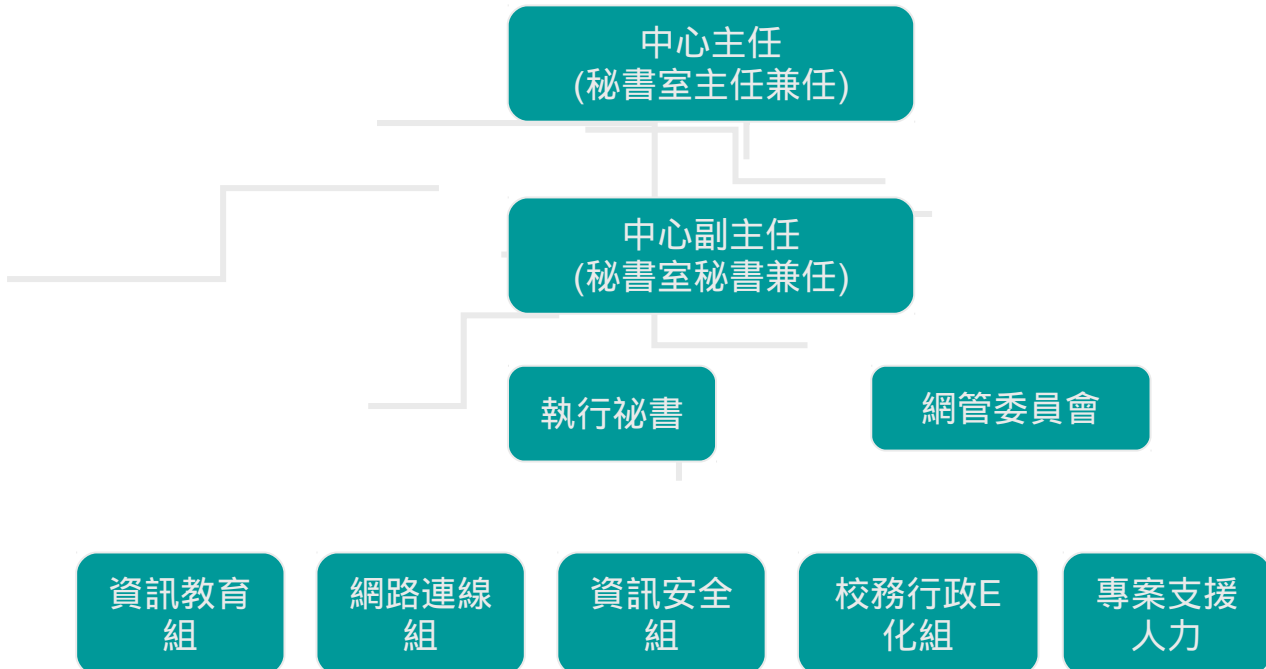 中心主任
(秘書室主任兼任)
中心副主任
(秘書室秘書兼任)
執行祕書
網管委員會
資訊教育
組
網路連線
組
資訊安全
組
校務行政E
化組
專案支援
人力